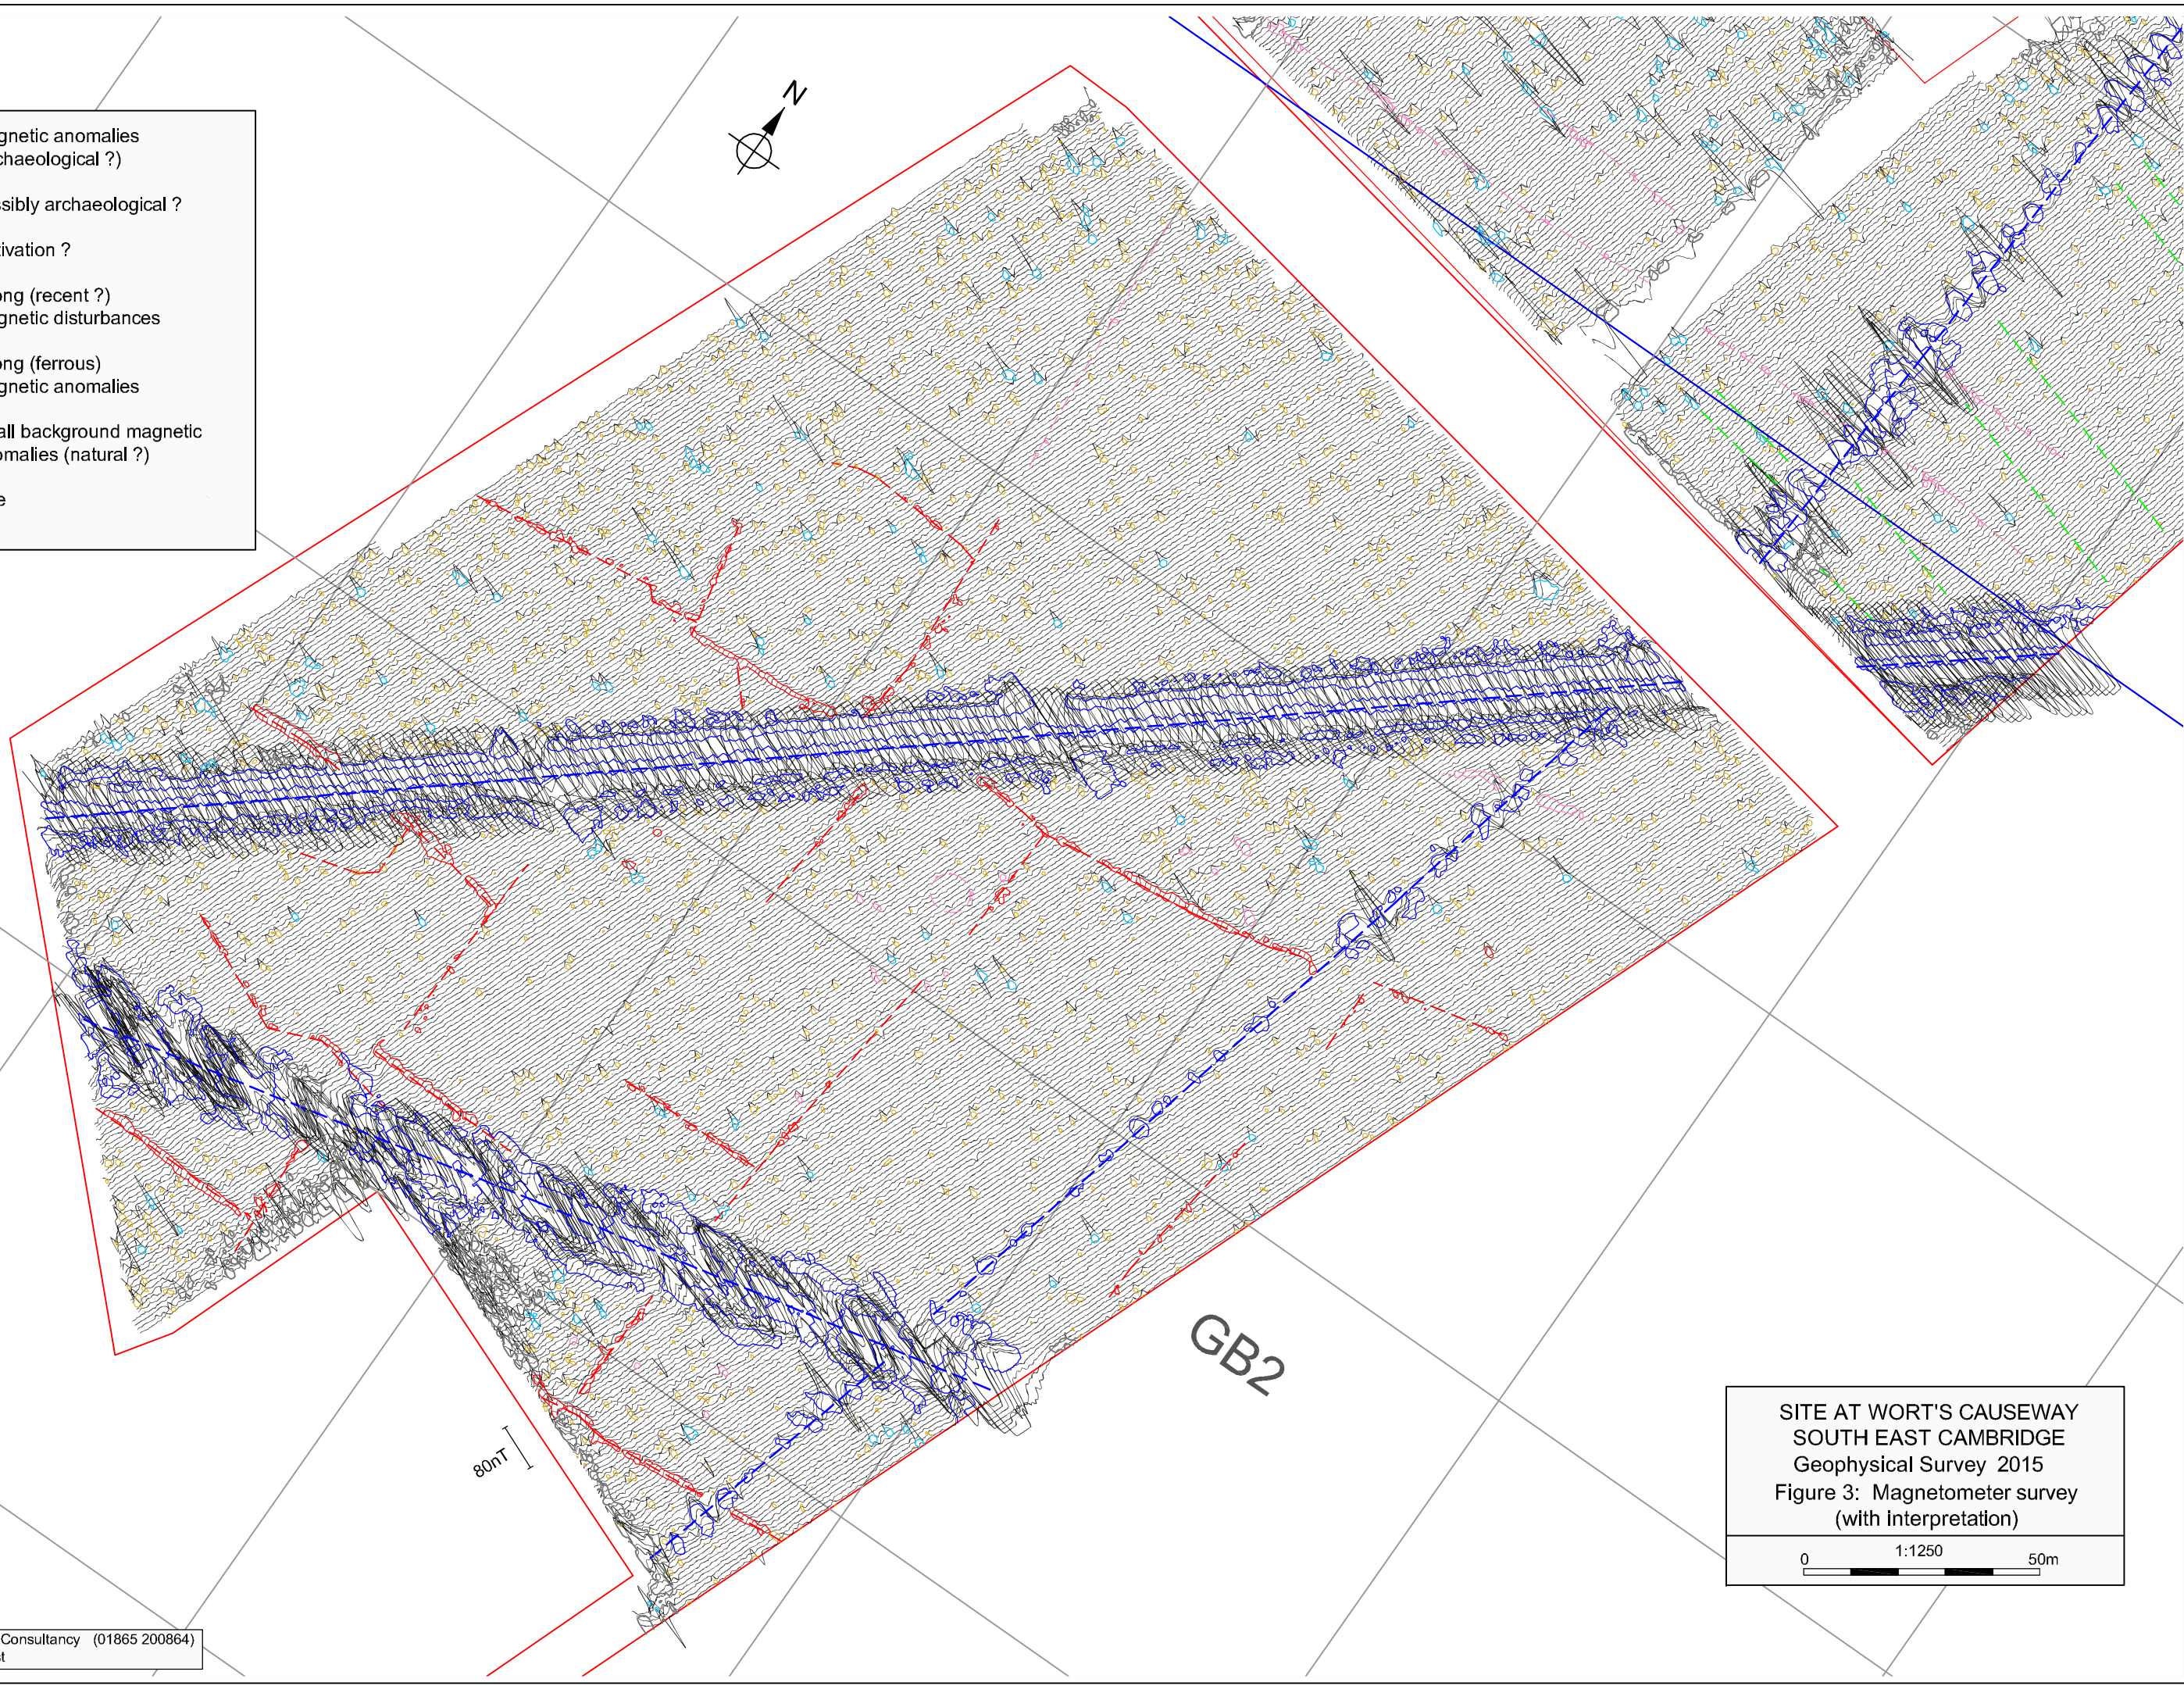 gnetic anomalies
chaeological ?)
ssibly archaeological ?
tivation ?
ong (recent ?)
gnetic disturbances
ong (ferrous)
gnetic anomalies
all background magnetic
omalies (natural ?)
e
N
GB2
80nT
SITE AT WORT'S CAUSEWAY
SOUTH EAST CAMBRIDGE
Geophysical Survey 2015
Figure 3: Magnetometer survey
(with interpretation)
1:1250
0 50m
Consultancy (01865 200864)
st